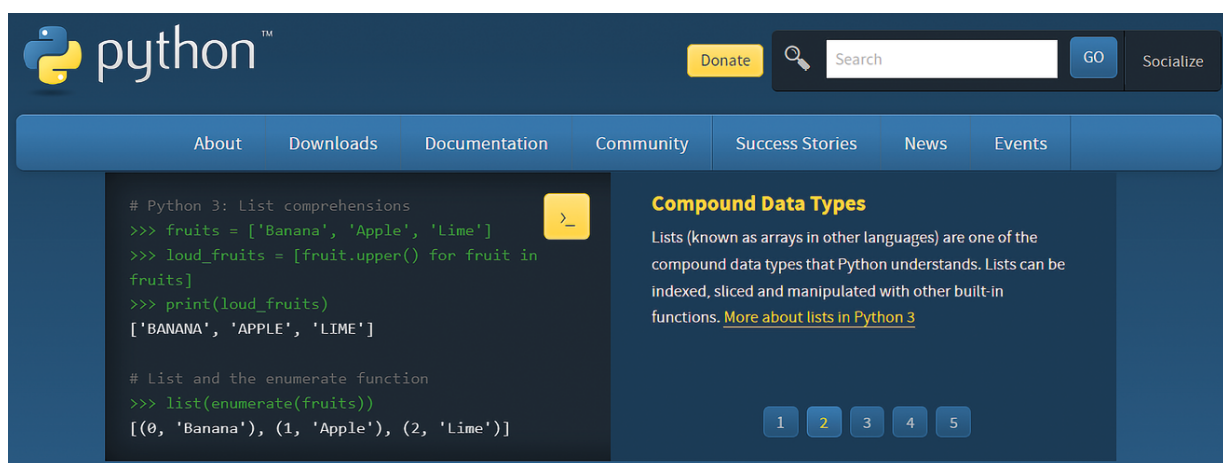 python™
Donate
Search
GO
Socialize
About Downloads Documentation Community Success Stories News Events
# Python 3: List comprehensions
>>> fruits = ['Banana', 'Apple', 'Lime']
>>> loud_fruits = [fruit.upper() for fruit in
fruits]
>>> print(loud_fruits)
['BANANA', 'APPLE', 'LIME']
# List and the enumerate function
>>> list(enumerate(fruits))
[(0, 'Banana'), (1, 'Apple'), (2, 'Lime')]
>_
Compound Data Types
Lists (known as arrays in other languages) are one of the
compound data types that Python understands. Lists can be
indexed, sliced and manipulated with other built-in
functions. More about lists in Python 3
1 2 3 4 5